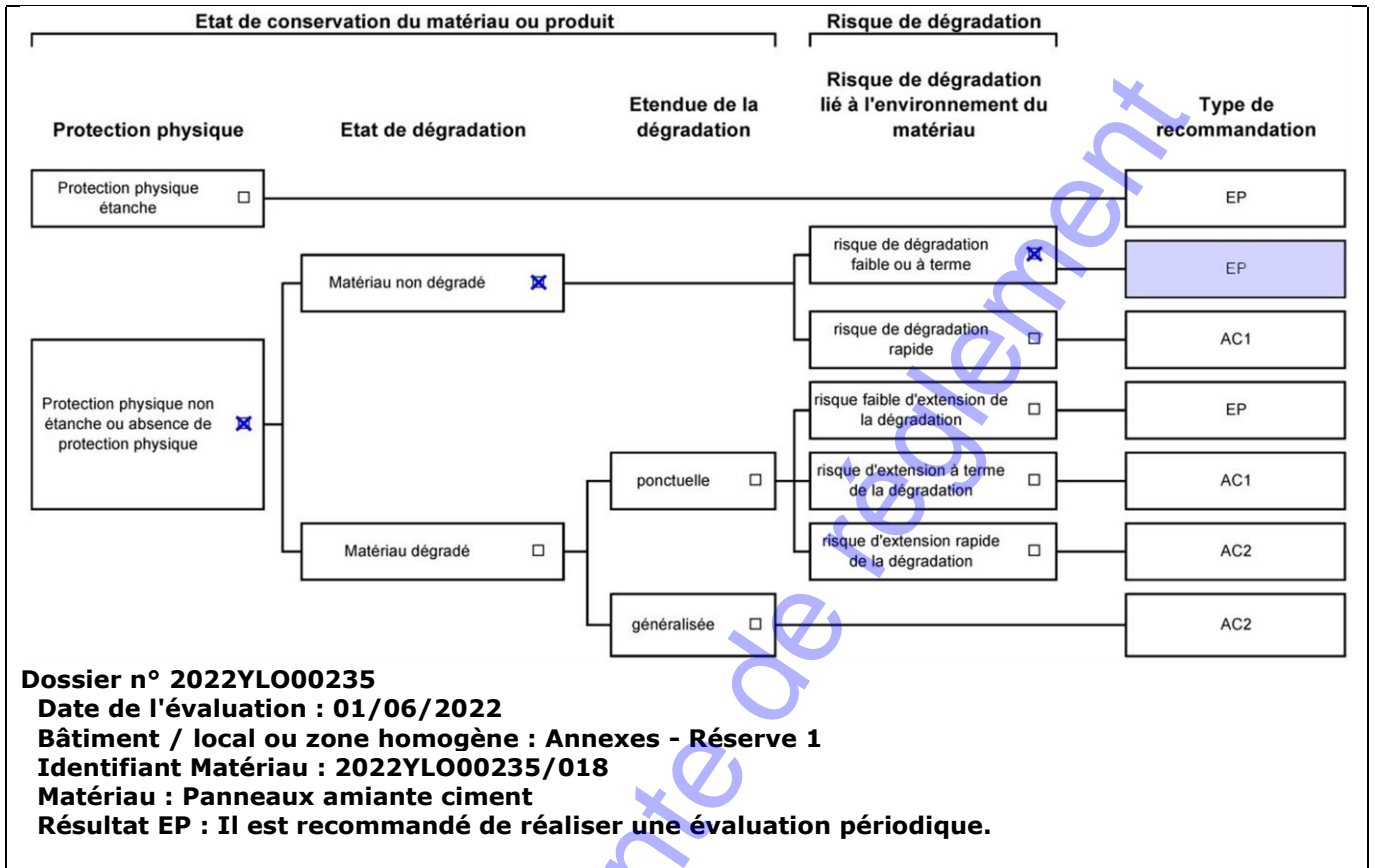 Etat de conservation du matériau ou produit
Risque de dégradation
Protection physique
Etat de dégradation
Etendue de la
dégradation
Risque de dégradation
lié à l'environnement du
matériau
Type de
recommandation
Protection physique
étanche
EP
risque de dégradation
faible ou à terme
EP
Matériau non dégradé
risque de dégradation
rapide
AC1
Protection physique non
étanche ou absence de
protection physique
risque faible d'extension de
la dégradation
EP
ponctuelle
risque d'extension à terme
de la dégradation
AC1
Matériau dégradé
risque d'extension rapide
de la dégradation
AC2
généralisée
AC2
Dossier n° 2022YLO00235
Date de l'évaluation : 01/06/2022
Bâtiment / local ou zone homogène : Annexes - Réserve 1
Identifiant Matériau : 2022YLO00235/018
Matériau : Panneaux amiante ciment
Résultat EP : Il est recommandé de réaliser une évaluation périodique.
nte de réglement